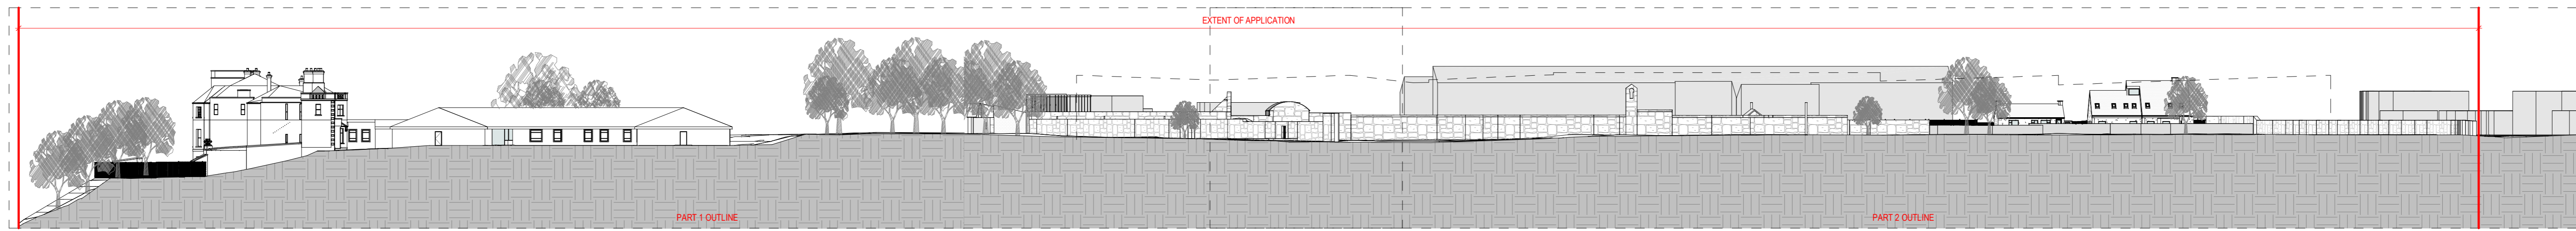 EXTENT OF APPLICATION
PART 1 OUTLINE
PART 2 OUTLINE